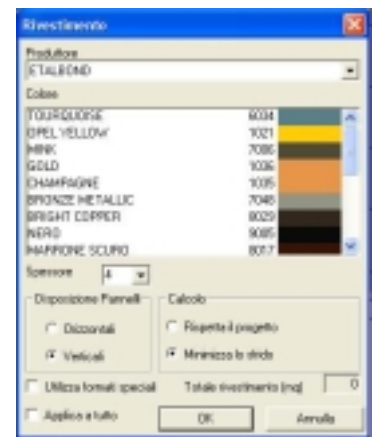 Rivestimento
Produttore
ETALBOND
Colore
TOURQUOISE 6034
OPEL YELLOW 1021
MINK 7006
GOLD 1036
CHAMPAGNE 1035
BRONZE METALLIC 7048
BRIGHT COPPER 8029
NERO 9005
MARRONE SCURO 8017
Spessore 4
Disposizione Pannelli
Orizzontali
Verticali
Calcolo
Rispetta il progetto
Minimizza lo sfrido
Utilizza formati speciali
Totale rivestimento (mq) 0
Applica a tutto
OK
Annulla